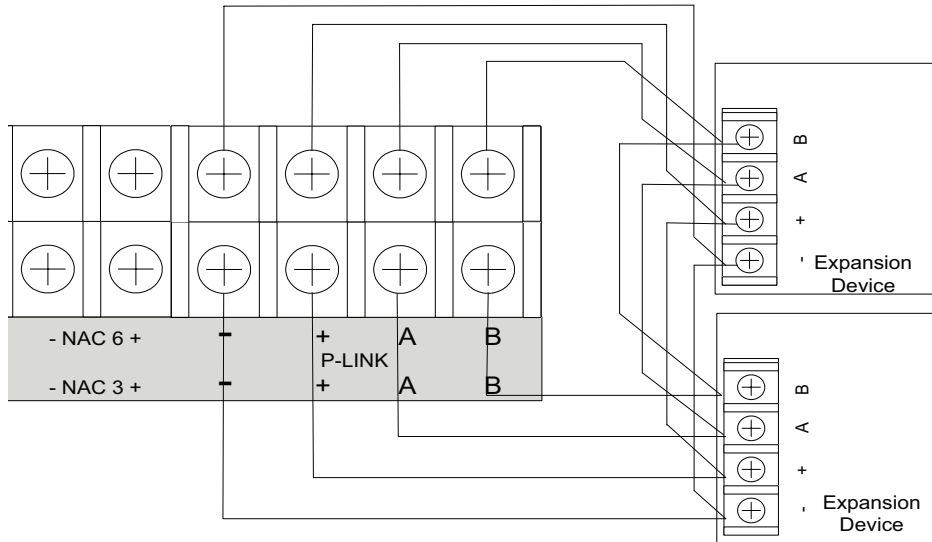 B
A
+
-
Expansion
Device
- NAC 6 + - + A B
P-LINK
- NAC 3 + - + A B
B
A
+
-
Expansion
Device